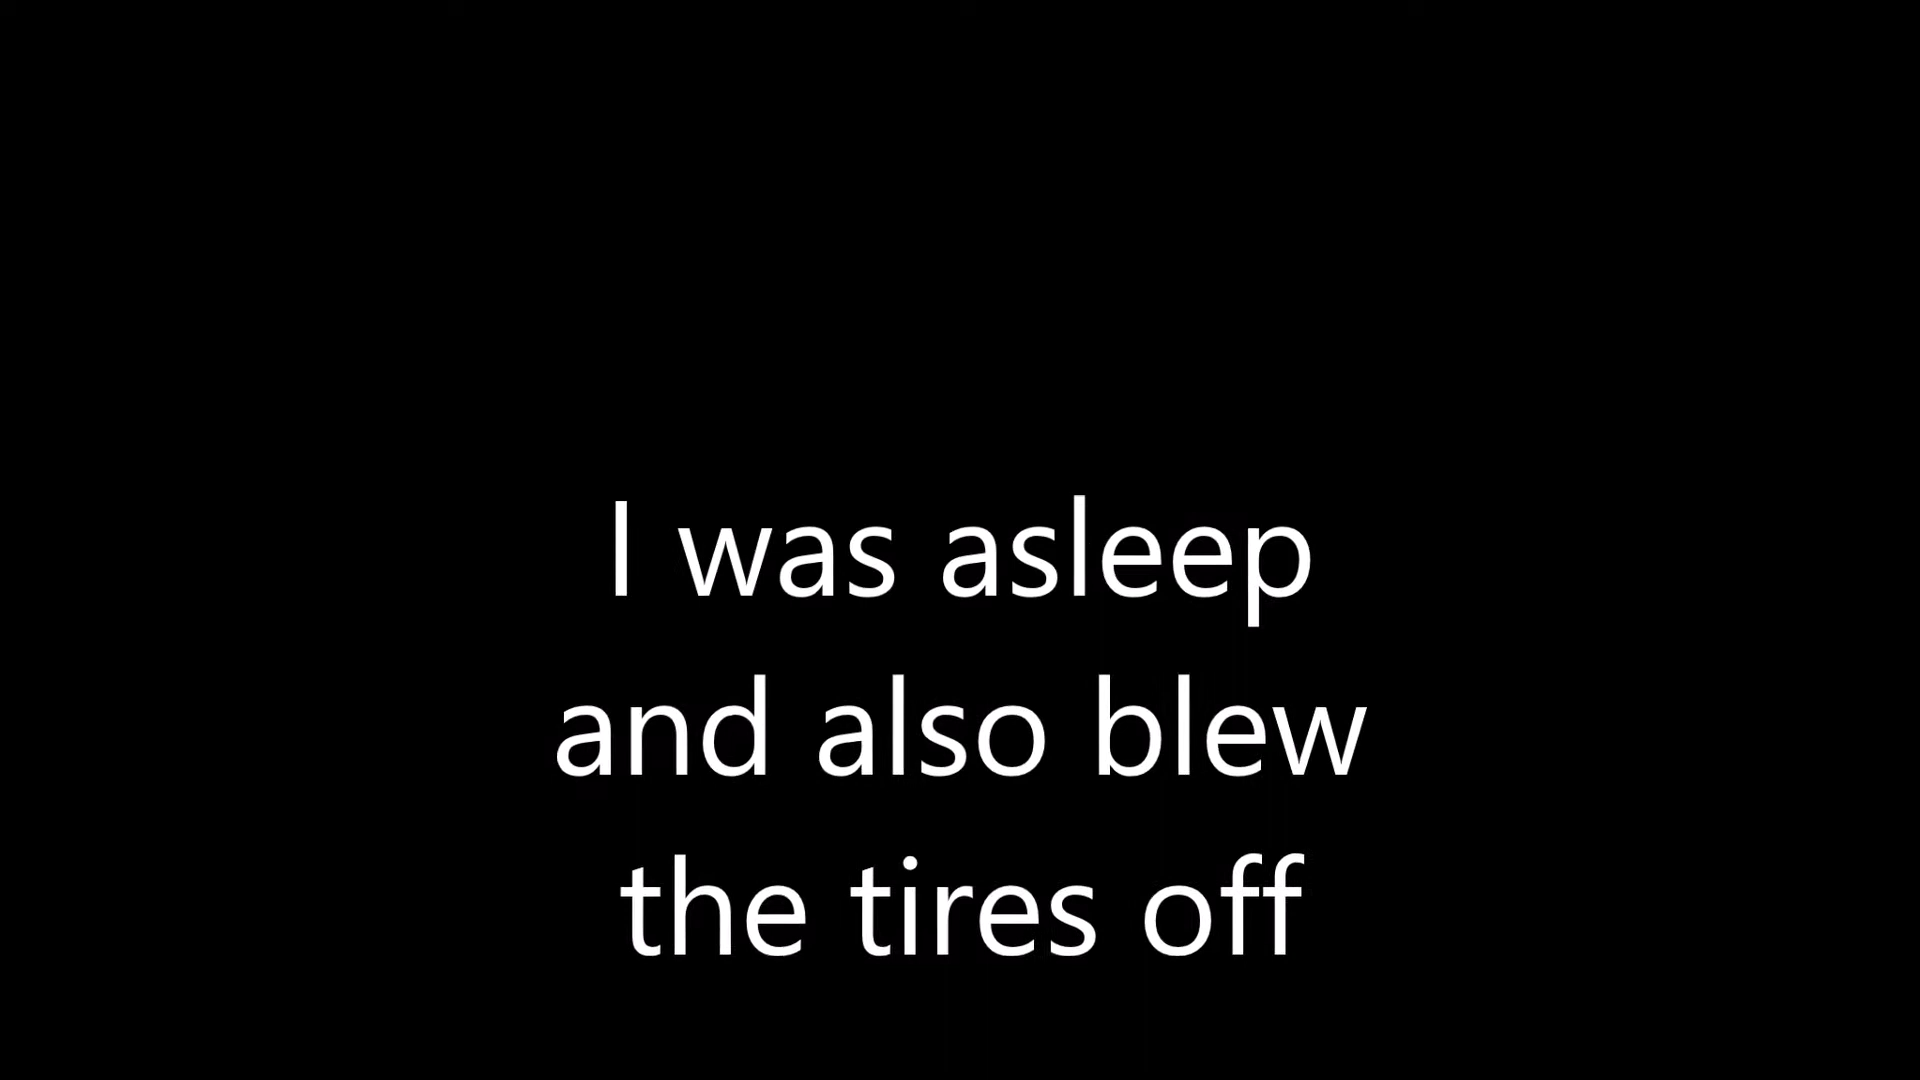 I was asleep
and also blew
the tires off